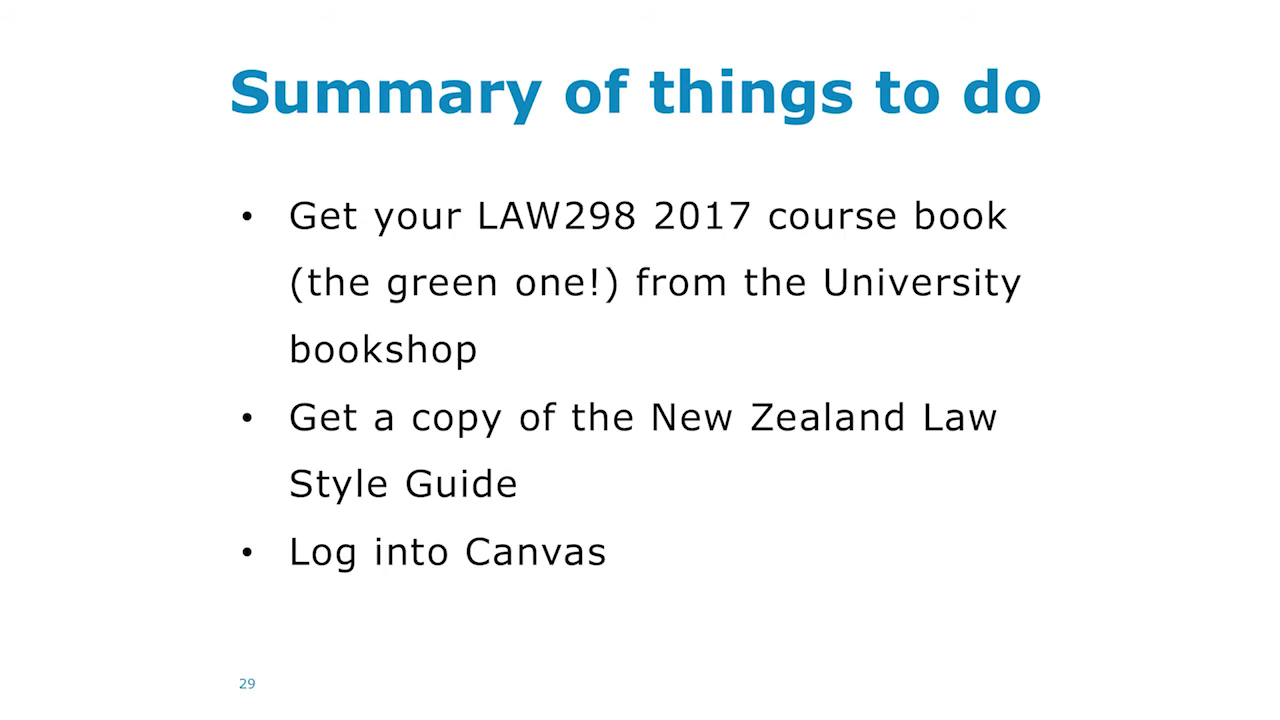 Summary of things to do
• Get your LAW298 2017 course book
(the green one!) from the University
bookshop
• Get a copy of the New Zealand Law
Style Guide
• Log into Canvas
29